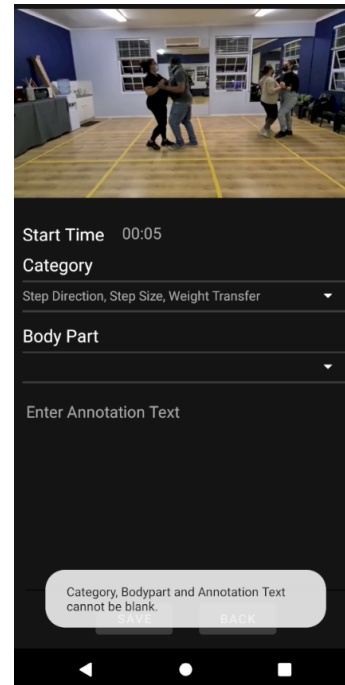 Start Time 00:05
Category
Step Direction, Step Size, Weight Transfer
Body Part
Enter Annotation Text
Category, Bodypart and Annotation Text
cannot be blank.
SAVE BACK